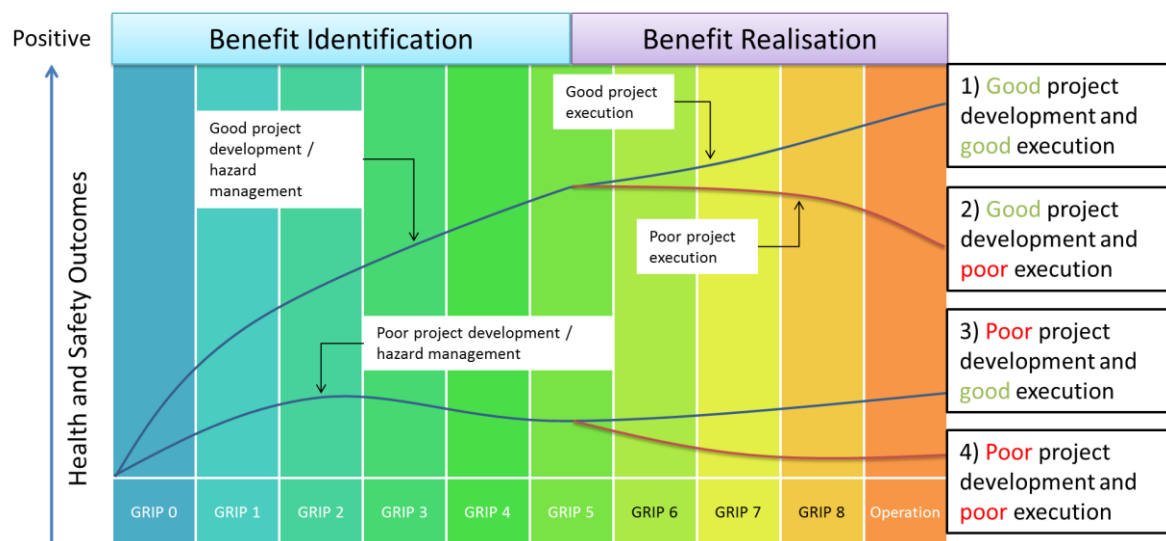 Positive
Benefit Identification
Benefit Realisation
Health and Safety Outcomes
Good project
development /
hazard
management
Good project
execution
Poor project
execution
Poor project development /
hazard management
1) Good project
development and
good execution
2) Good project
development and
poor execution
3) Poor project
development and
good execution
4) Poor project
development and
poor execution
GRIP 0
GRIP 1
GRIP 2
GRIP 3
GRIP 4
GRIP 5
GRIP 6
GRIP 7
GRIP 8
Operation